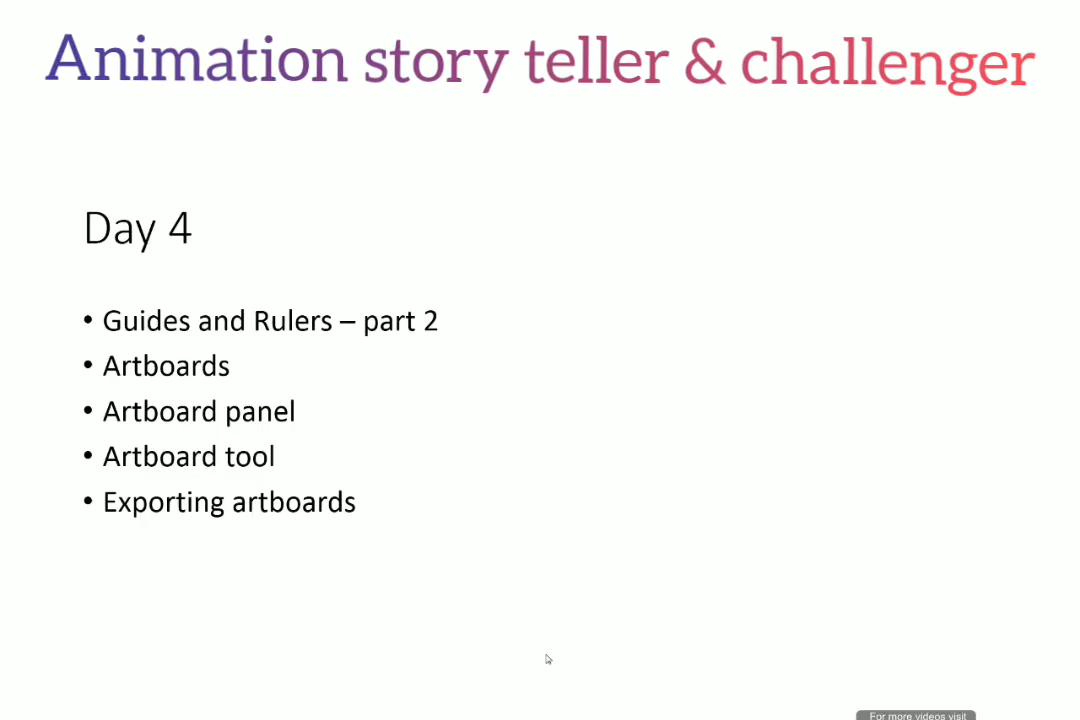 Animation story teller & challenger
Day 4
• Guides and Rulers – part 2
• Artboards
• Artboard panel
• Artboard tool
• Exporting artboards
For more videos visit